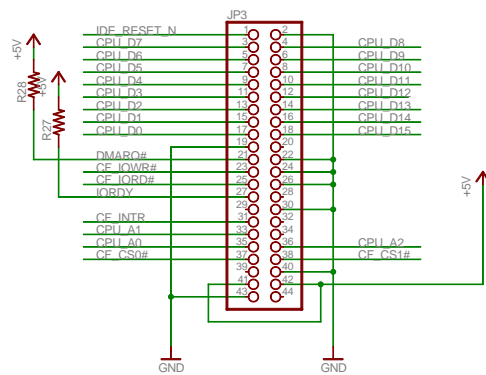 JP3
IDE_RESET_N 1 2
CPU_D7 3 4 CPU_D8
CPU_D6 5 6 CPU_D9
CPU_D5 7 8 CPU_D10
CPU_D4 9 10 CPU_D11
CPU_D3 11 12 CPU_D12
CPU_D2 13 14 CPU_D13
CPU_D1 15 16 CPU_D14
CPU_D0 17 18 CPU_D15
19 20
DMARQ# 21 22
CF_IOWR# 23 24
CF_IORD# 25 26
IORDY 27 28
29 30
CF_INTR 31 32
CPU_A1 33 34
CPU_A0 35 36 CPU_A2
CF_CS0# 37 38 CF_CS1#
39 40
41 42
43 44
+5V
R28
+5V
R27
+5V
GND
GND